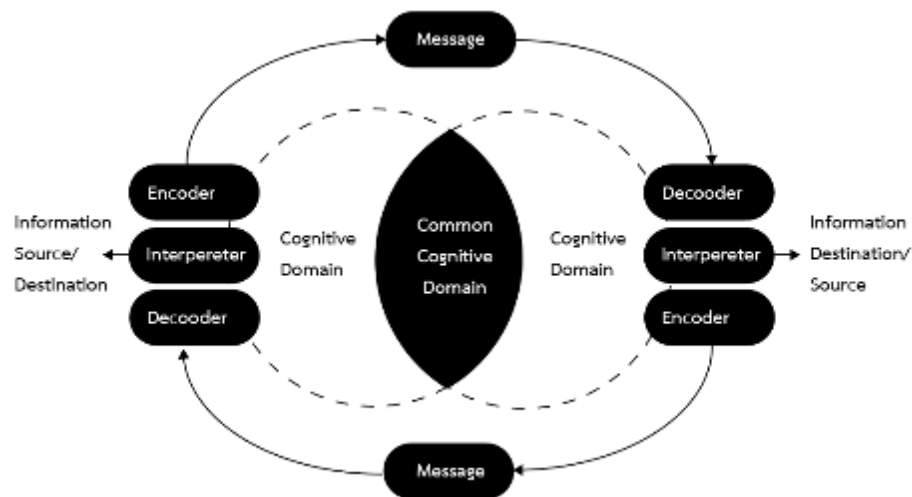 Message
Encoder
Interpereter
Decooder
Information
Source/
Destination
Cognitive
Domain
Common
Cognitive
Domain
Cognitive
Domain
Decooder
Interpereter
Encoder
Information
Destination/
Source
Message